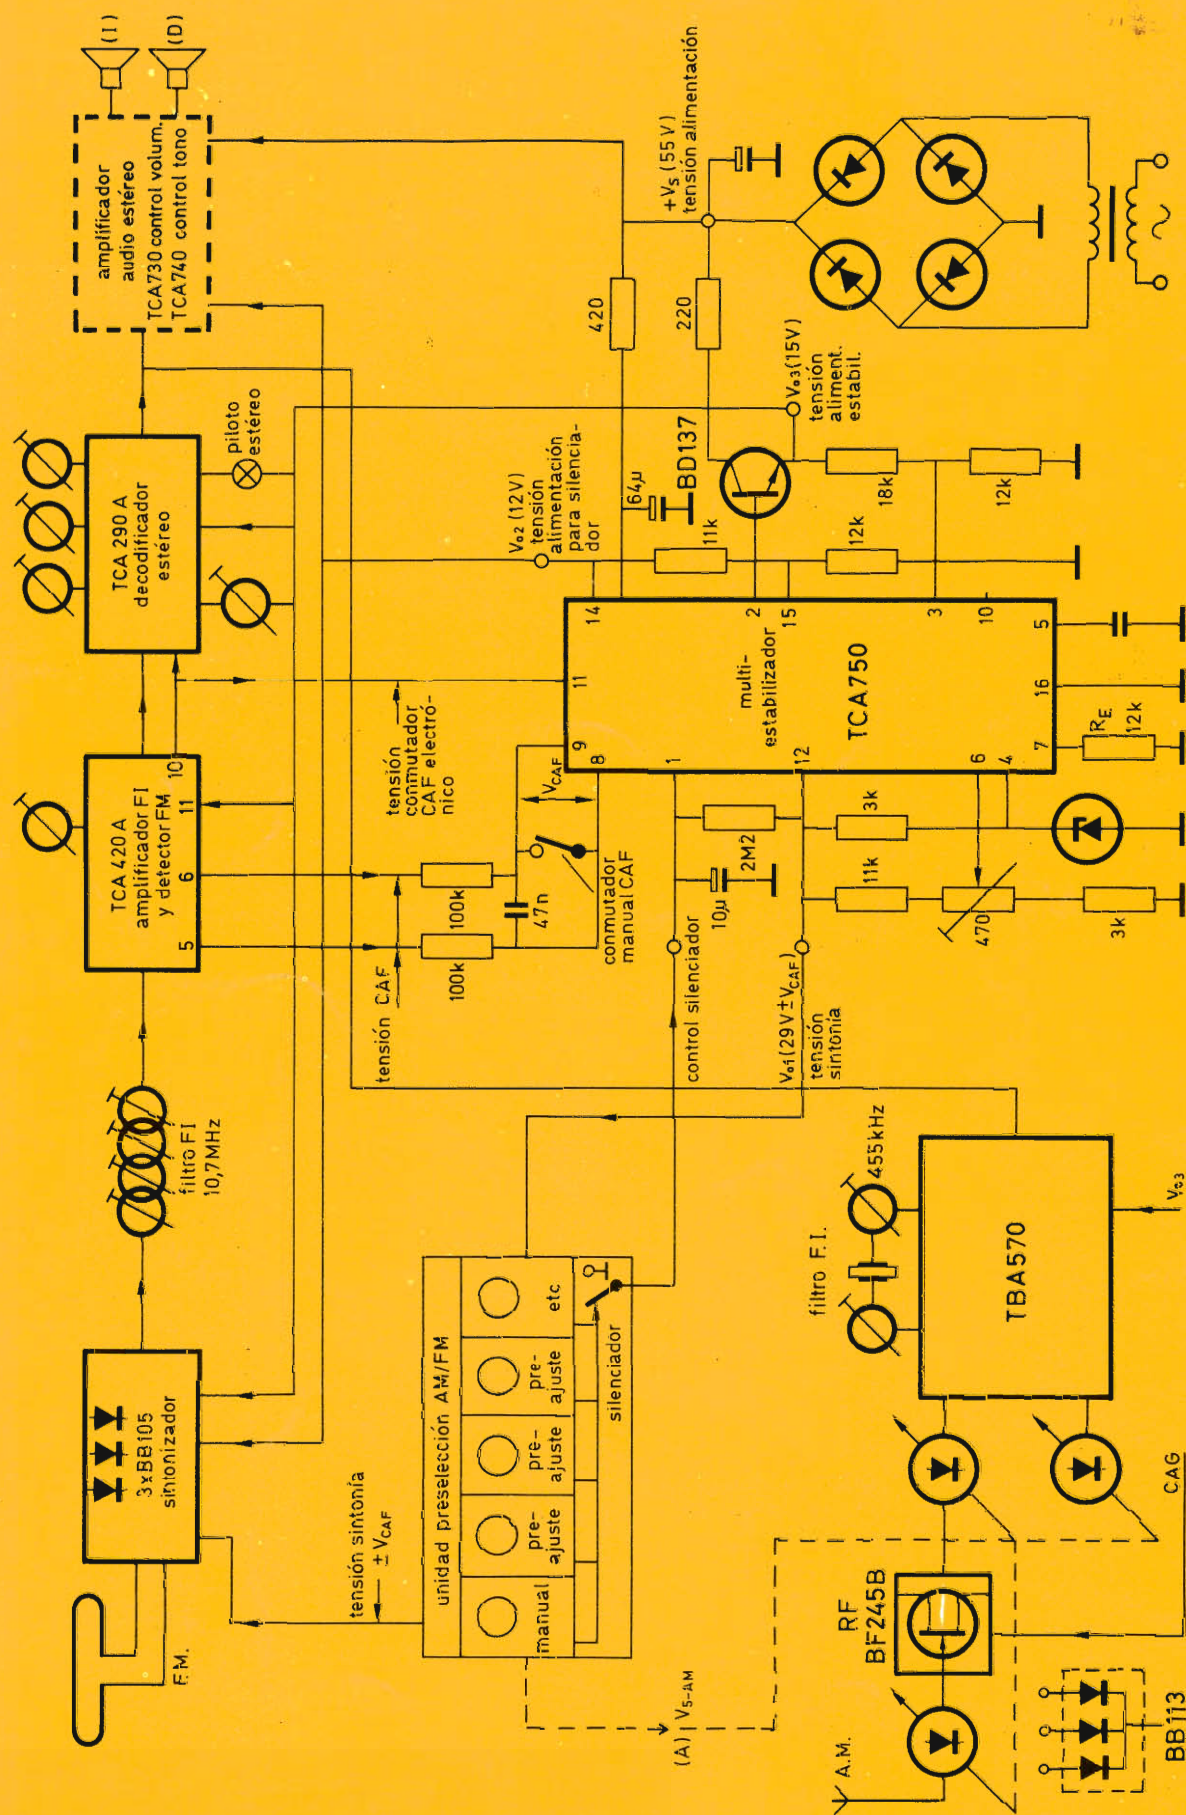 F.M.
3xBB105
sintonizador
filtro FI
10,7MHz
TCA 420 A
amplificador FI
y detector FM
5
6
11
10
TCA 290 A
decodificador
estéreo
piloto
estéreo
amplificador
audio estéreo
TCA730 control volum.
TCA740 control tono
(I)
(D)
tensión sintonía
± VCAF
unidad preselección AM/FM
manual
pre-
ajuste
pre-
ajuste
pre-
ajuste
etc
silenciador
tensión CAF
100k
100k
47n
conmutador
manual CAF
VCAF
tensión
conmutador
CAF electró-
nico
control silenciador
10µ
2M2
Vo1 (29V ± VCAF)
tensión
sintonía
Vo2 (12V)
tensión
alimentación
para silencia-
dor
64µ
BD137
11k
12k
18k
12k
420
220
+VS (55V)
tensión alimentación
Vo3 (15V)
tensión
aliment.
estabil.
multi-
estabilizador
TCA750
8
9
11
14
1
2
12
15
3
6
4
10
7
16
5
3k
11k
470
3k
RE
12k
(A) VS-AM
A.M.
RF
BF245B
BB113
CAG
filtro F.I.
455kHz
TBA570
Vo3